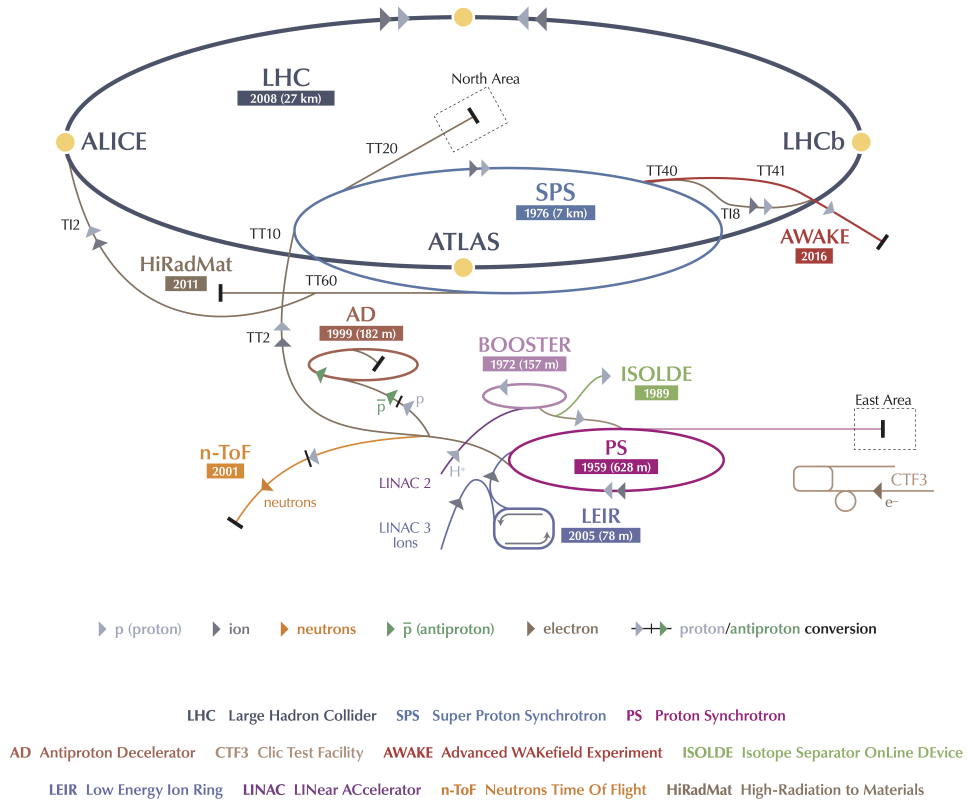 LHC
2008 (27 km)
North Area
ALICE
TT20
LHCb
TT40
TT41
SPS
1976 (7 km)
TI8
TI2
TT10
ATLAS
AWAKE
2016
HiRadMat
2011
TT60
AD
1999 (182 m)
TT2
BOOSTER
1972 (157 m)
ISOLDE
1989
p̅
p
East Area
n-ToF
2001
PS
1959 (628 m)
LINAC 2
H⁺
neutrons
CTF3
e–
LEIR
2005 (78 m)
LINAC 3
Ions
p (proton) ion neutrons p̅ (antiproton) electron proton/antiproton conversion
LHC Large Hadron Collider SPS Super Proton Synchrotron PS Proton Synchrotron
AD Antiproton Decelerator CTF3 Clic Test Facility AWAKE Advanced WAKefield Experiment ISOLDE Isotope Separator OnLine DEvice
LEIR Low Energy Ion Ring LINAC LINear ACcelerator n-ToF Neutrons Time Of Flight HiRadMat High-Radiation to Materials